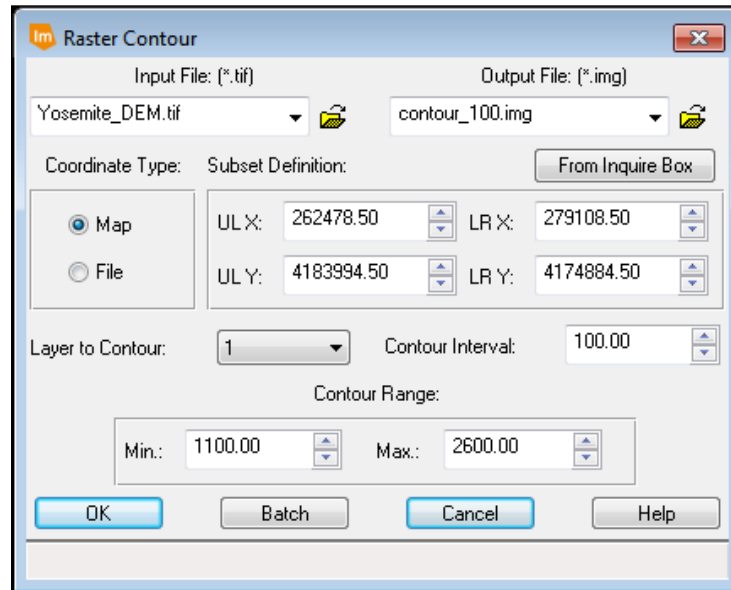 lm Raster Contour
Input File: (*.tif) Output File: (*.img)
Yosemite_DEM.tif contour_100.img
Coordinate Type: Subset Definition: From Inquire Box
Map UL X: 262478.50 LR X: 279108.50
File UL Y: 4183994.50 LR Y: 4174884.50
Layer to Contour: 1 Contour Interval: 100.00
Contour Range:
Min.: 1100.00 Max.: 2600.00
OK Batch Cancel Help